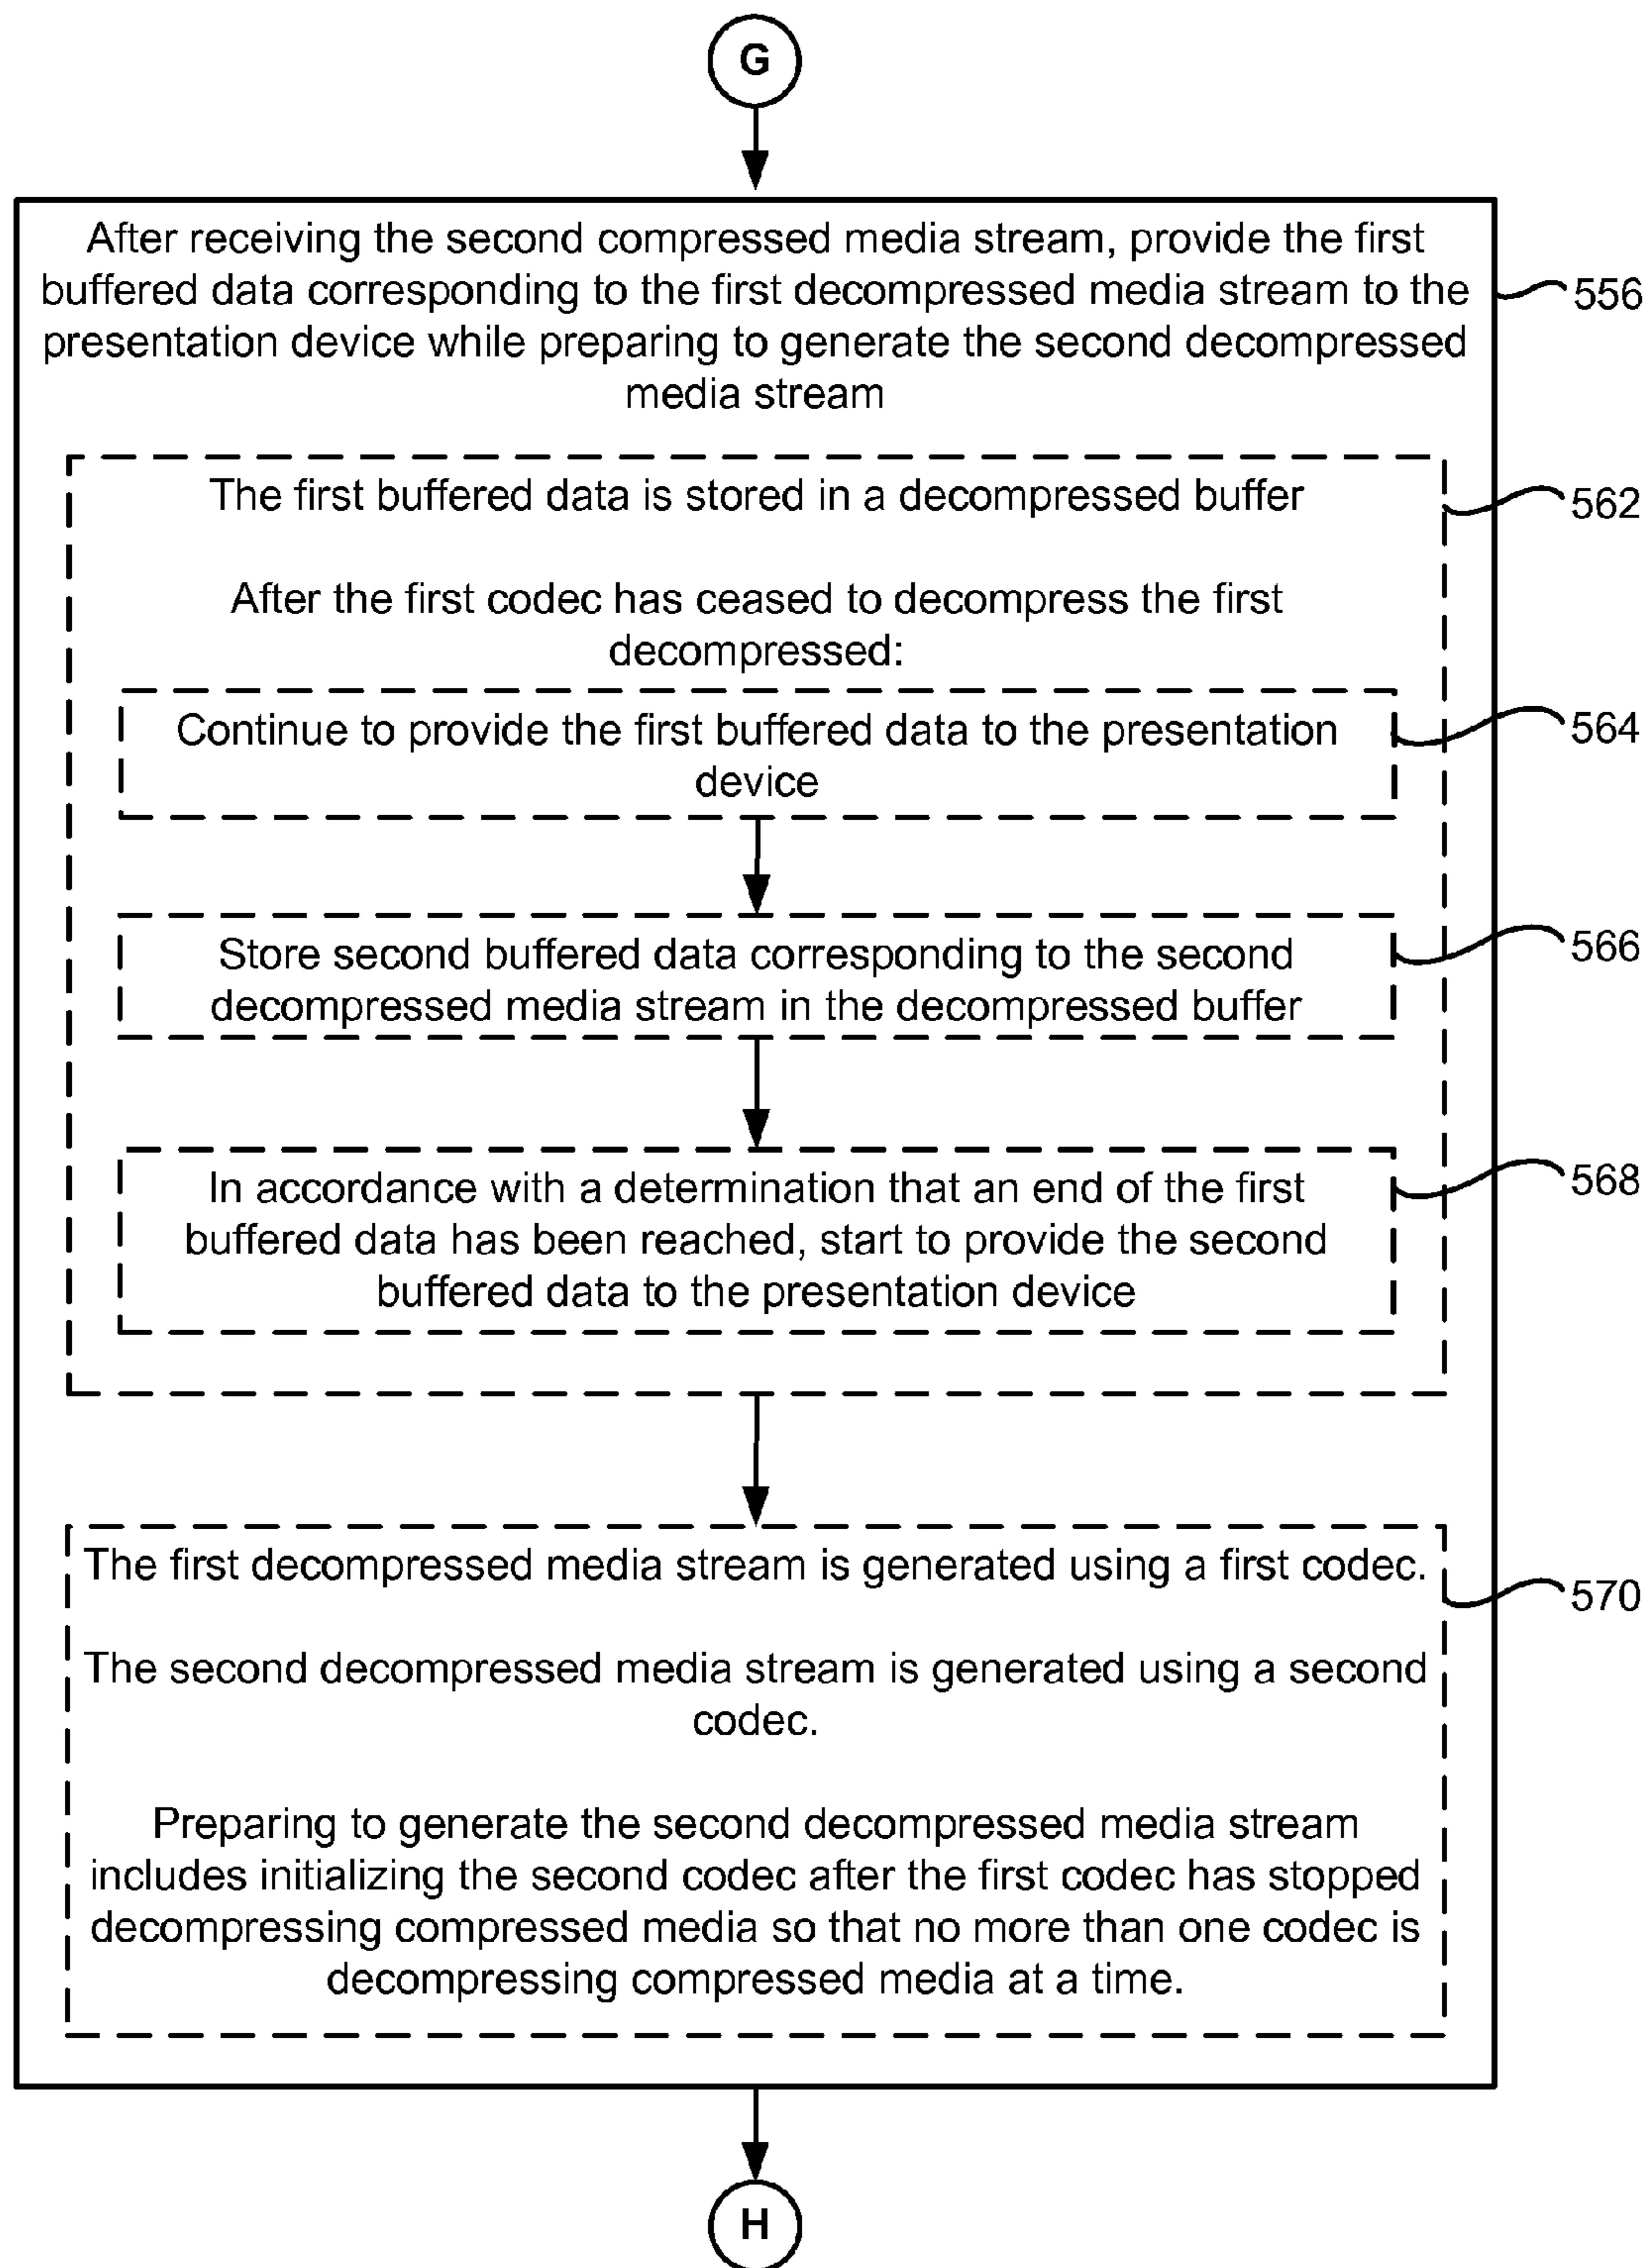 G
After receiving the second compressed media stream, provide the first
buffered data corresponding to the first decompressed media stream to the
presentation device while preparing to generate the second decompressed
media stream
556
The first buffered data is stored in a decompressed buffer
562
After the first codec has ceased to decompress the first
decompressed:
Continue to provide the first buffered data to the presentation
device
564
Store second buffered data corresponding to the second
decompressed media stream in the decompressed buffer
566
In accordance with a determination that an end of the first
buffered data has been reached, start to provide the second
buffered data to the presentation device
568
The first decompressed media stream is generated using a first codec.
570
The second decompressed media stream is generated using a second
codec.
Preparing to generate the second decompressed media stream
includes initializing the second codec after the first codec has stopped
decompressing compressed media so that no more than one codec is
decompressing compressed media at a time.
H